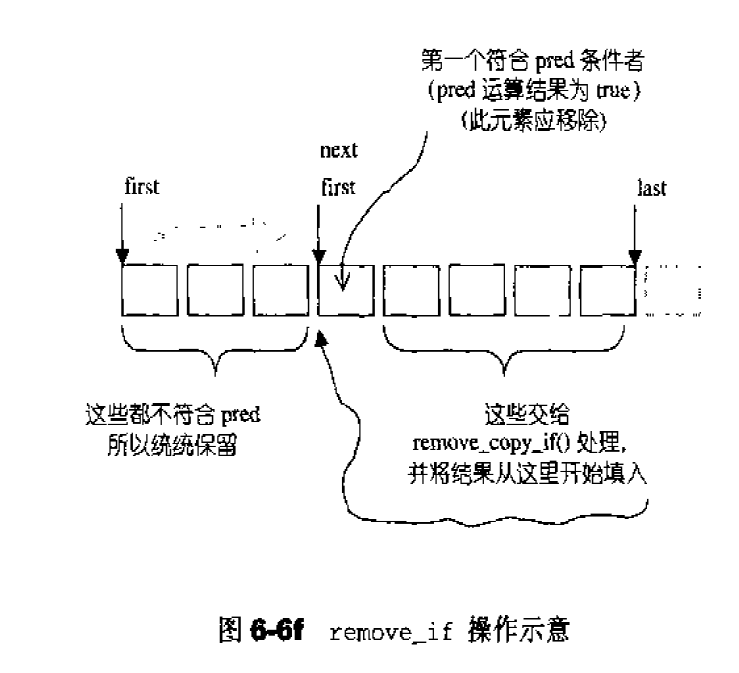 第一个符合 pred 条件者
(pred 运算结果为 true)
(此元素应移除)
next
first
first
last
这些都不符合 pred
所以统统保留
这些交给
remove_copy_if() 处理,
并将结果从这里开始填入
图 6-6f remove_if 操作示意